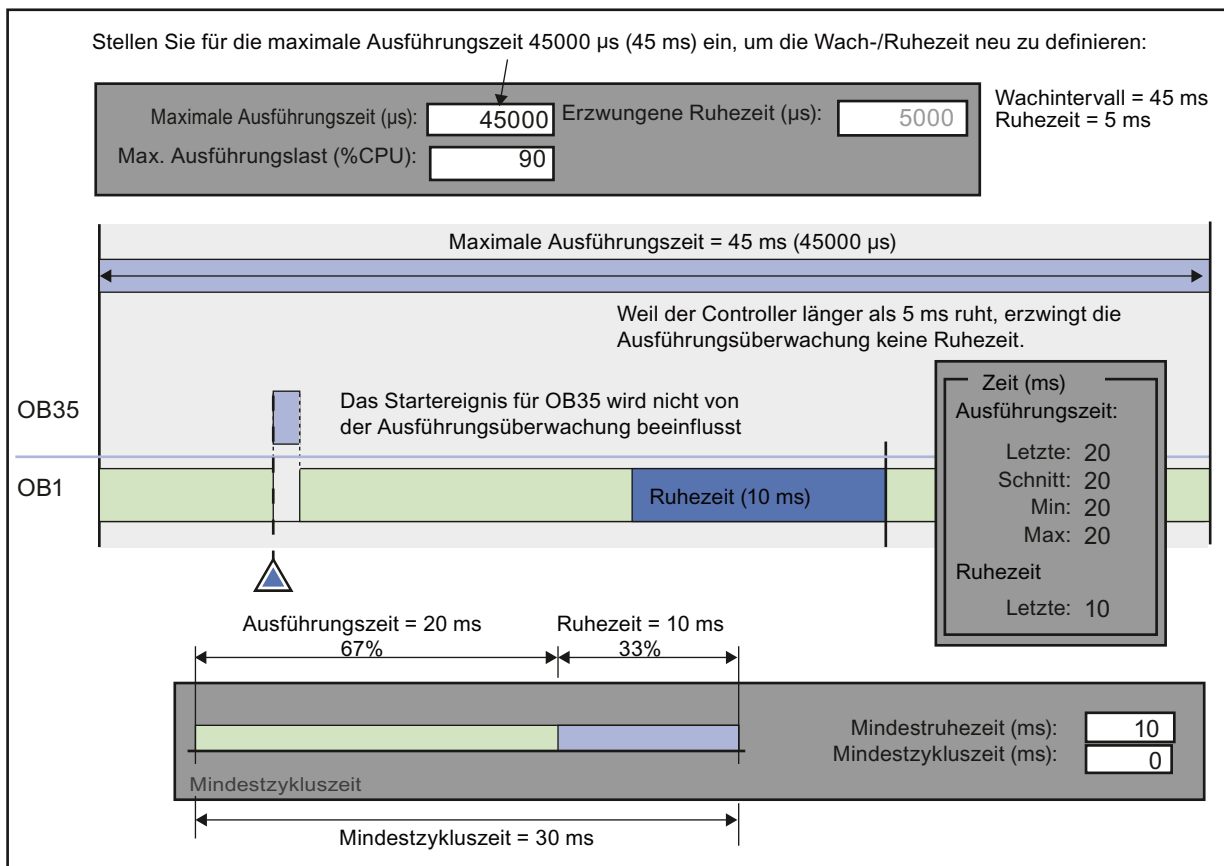 Stellen Sie für die maximale Ausführungszeit 45000 µs (45 ms) ein, um die Wach-/Ruhezeit neu zu definieren:
Maximale Ausführungszeit (µs): 45000
Erzwungene Ruhezeit (µs): 5000
Max. Ausführungslast (%CPU): 90
Wachintervall = 45 ms
Ruhezeit = 5 ms
Maximale Ausführungszeit = 45 ms (45000 µs)
Weil der Controller länger als 5 ms ruht, erzwingt die
Ausführungsüberwachung keine Ruhezeit.
OB35
Das Startereignis für OB35 wird nicht von
der Ausführungsüberwachung beeinflusst
OB1
Ruhezeit (10 ms)
Zeit (ms)
Ausführungszeit:
Letzte: 20
Schnitt: 20
Min: 20
Max: 20
Ruhezeit
Letzte: 10
Ausführungszeit = 20 ms
67%
Ruhezeit = 10 ms
33%
Mindestruhezeit (ms): 10
Mindestzykluszeit (ms): 0
Mindestzykluszeit
Mindestzykluszeit = 30 ms